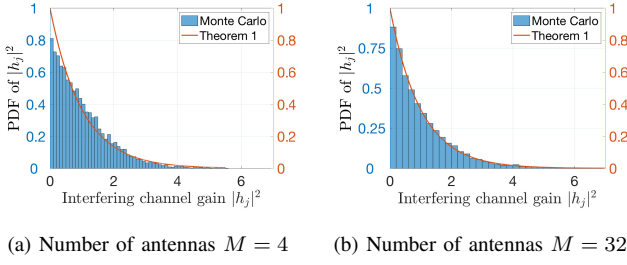 Monte Carlo
Theorem 1
PDF of |h_j|^2
1
0.8
0.6
0.4
0.2
0
1
0.8
0.6
0.4
0.2
0
0 2 4 6
Interfering channel gain |h_j|^2
(a) Number of antennas M = 4
Monte Carlo
Theorem 1
PDF of |h_j|^2
1
0.75
0.5
0.25
0
1
0.8
0.6
0.4
0.2
0
0 2 4 6
Interfering channel gain |h_j|^2
(b) Number of antennas M = 32